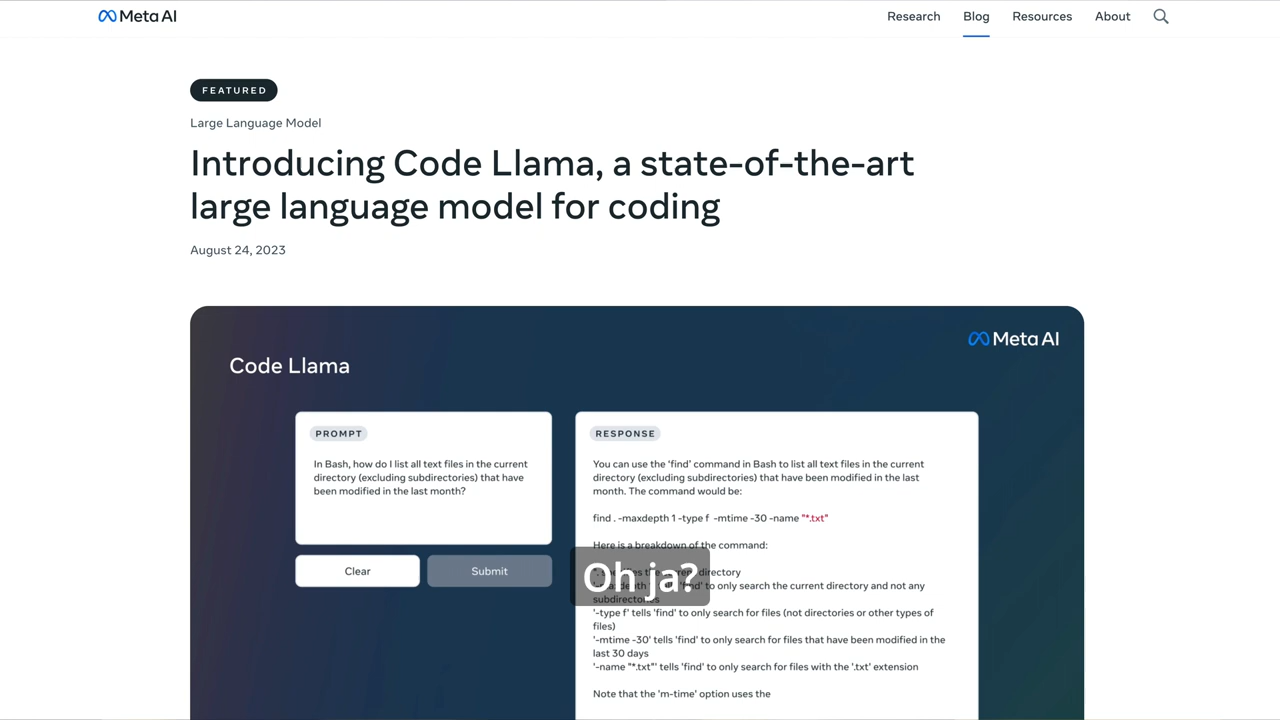 Meta AI
Research
Blog
Resources
About
FEATURED
Large Language Model
Introducing Code Llama, a state-of-the-art
large language model for coding
August 24, 2023
Meta AI
Code Llama
PROMPT
In Bash, how do I list all text files in the current
directory (excluding subdirectories) that have
been modified in the last month?
Clear
Submit
RESPONSE
You can use the 'find' command in Bash to list all text files in the current
directory (excluding subdirectories) that have been modified in the last
month. The command would be:
find . -maxdepth 1 -type f -mtime -30 -name "*.txt"
Here is a breakdown of the command:
directory
to only search the current directory and not any
subdirectories
'-type f' tells 'find' to only search for files (not directories or other types of
files)
'-mtime -30' tells 'find' to only search for files that have been modified in the
last 30 days
'-name "*.txt"' tells 'find' to only search for files with the '.txt' extension
Note that the 'm-time' option uses the
Oh ja?